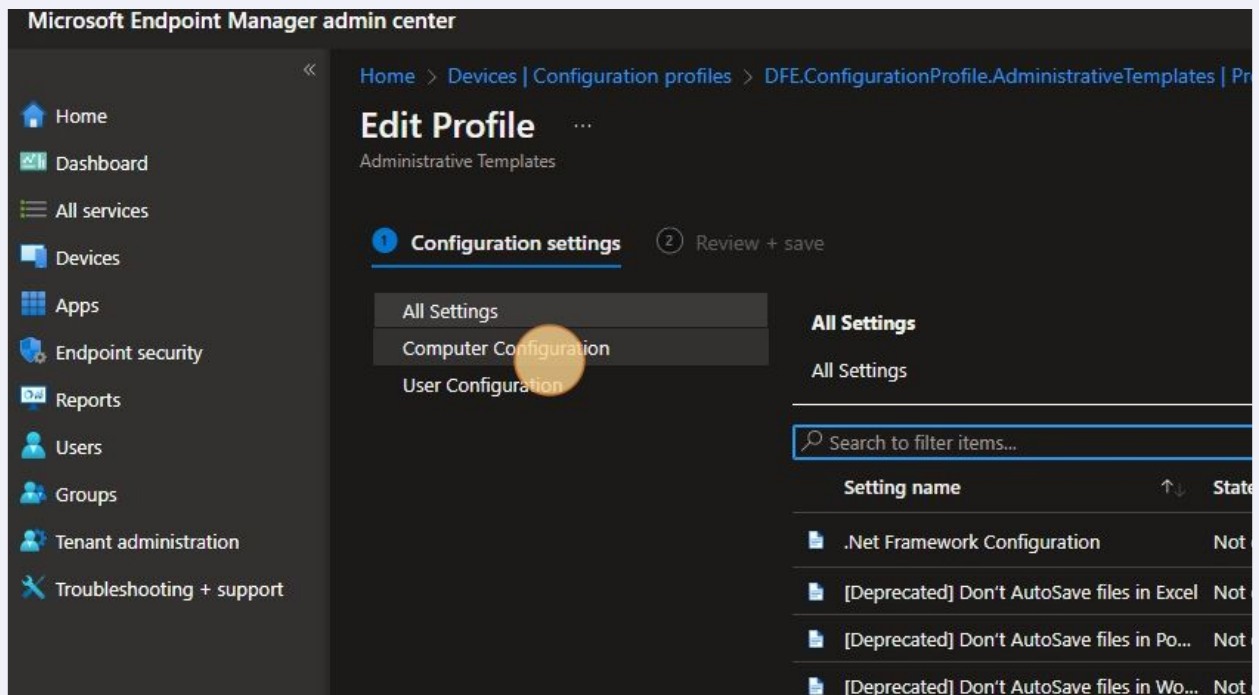 Microsoft Endpoint Manager admin center
«
Home > Devices | Configuration profiles > DFE.ConfigurationProfile.AdministrativeTemplates |
Edit Profile ...
Administrative Templates
Home
Dashboard
All services
Devices
Apps
Endpoint security
Reports
Users
Groups
Tenant administration
Troubleshooting + support
1 Configuration settings
2 Review + save
All Settings
Computer Configuration
User Configuration
All Settings
All Settings
Search to filter items...
Setting name ↑↓ State
.Net Framework Configuration Not
[Deprecated] Don't AutoSave files in Excel Not
[Deprecated] Don't AutoSave files in Po... Not
[Deprecated] Don't AutoSave files in Wo... Not